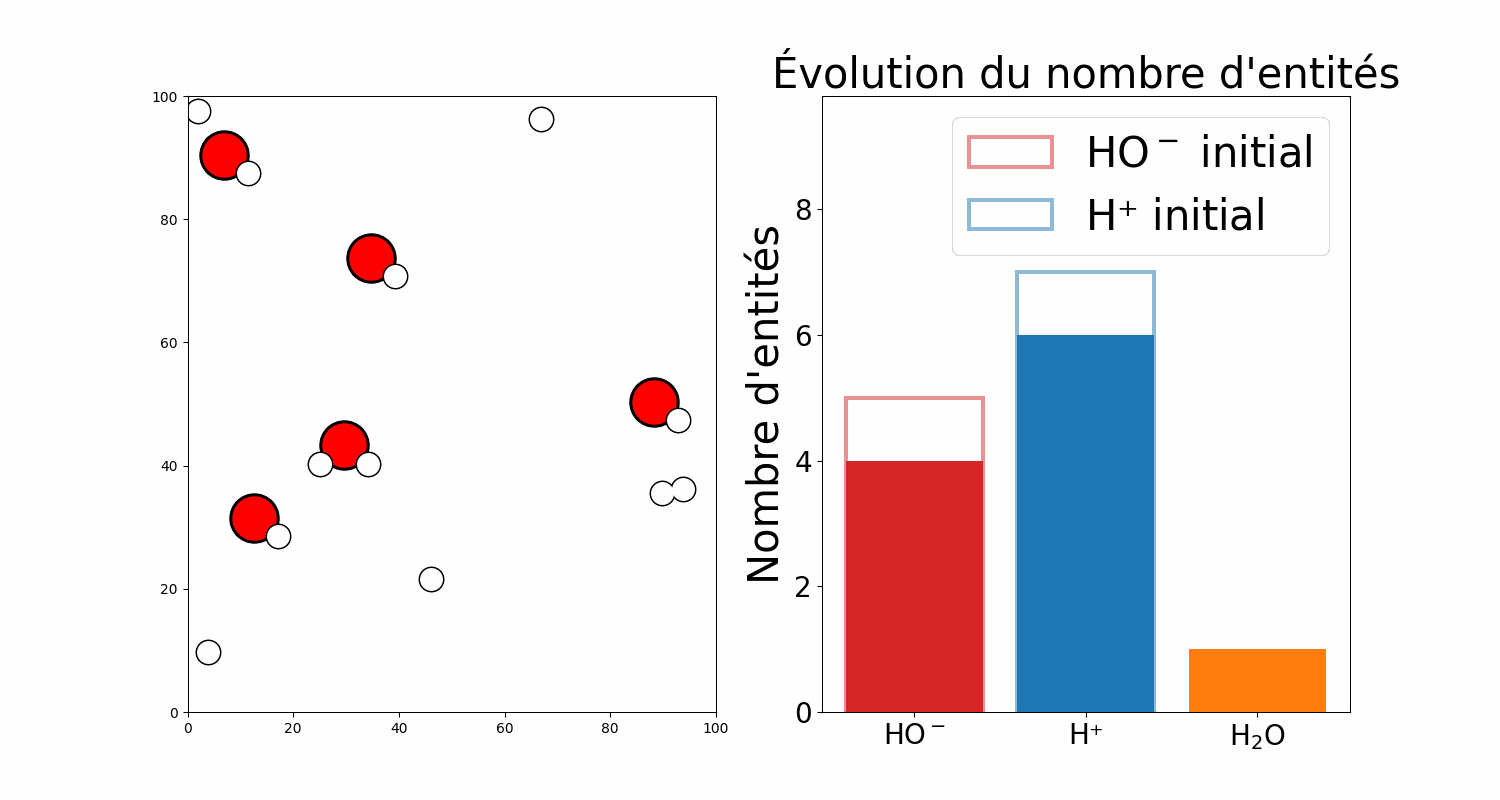 Évolution du nombre d'entités
100
80
60
40
20
0
0 20 40 60 80 100
Nombre d'entités
8
6
4
2
0
HO⁻ initial
H⁺ initial
HO⁻ H⁺ H₂O